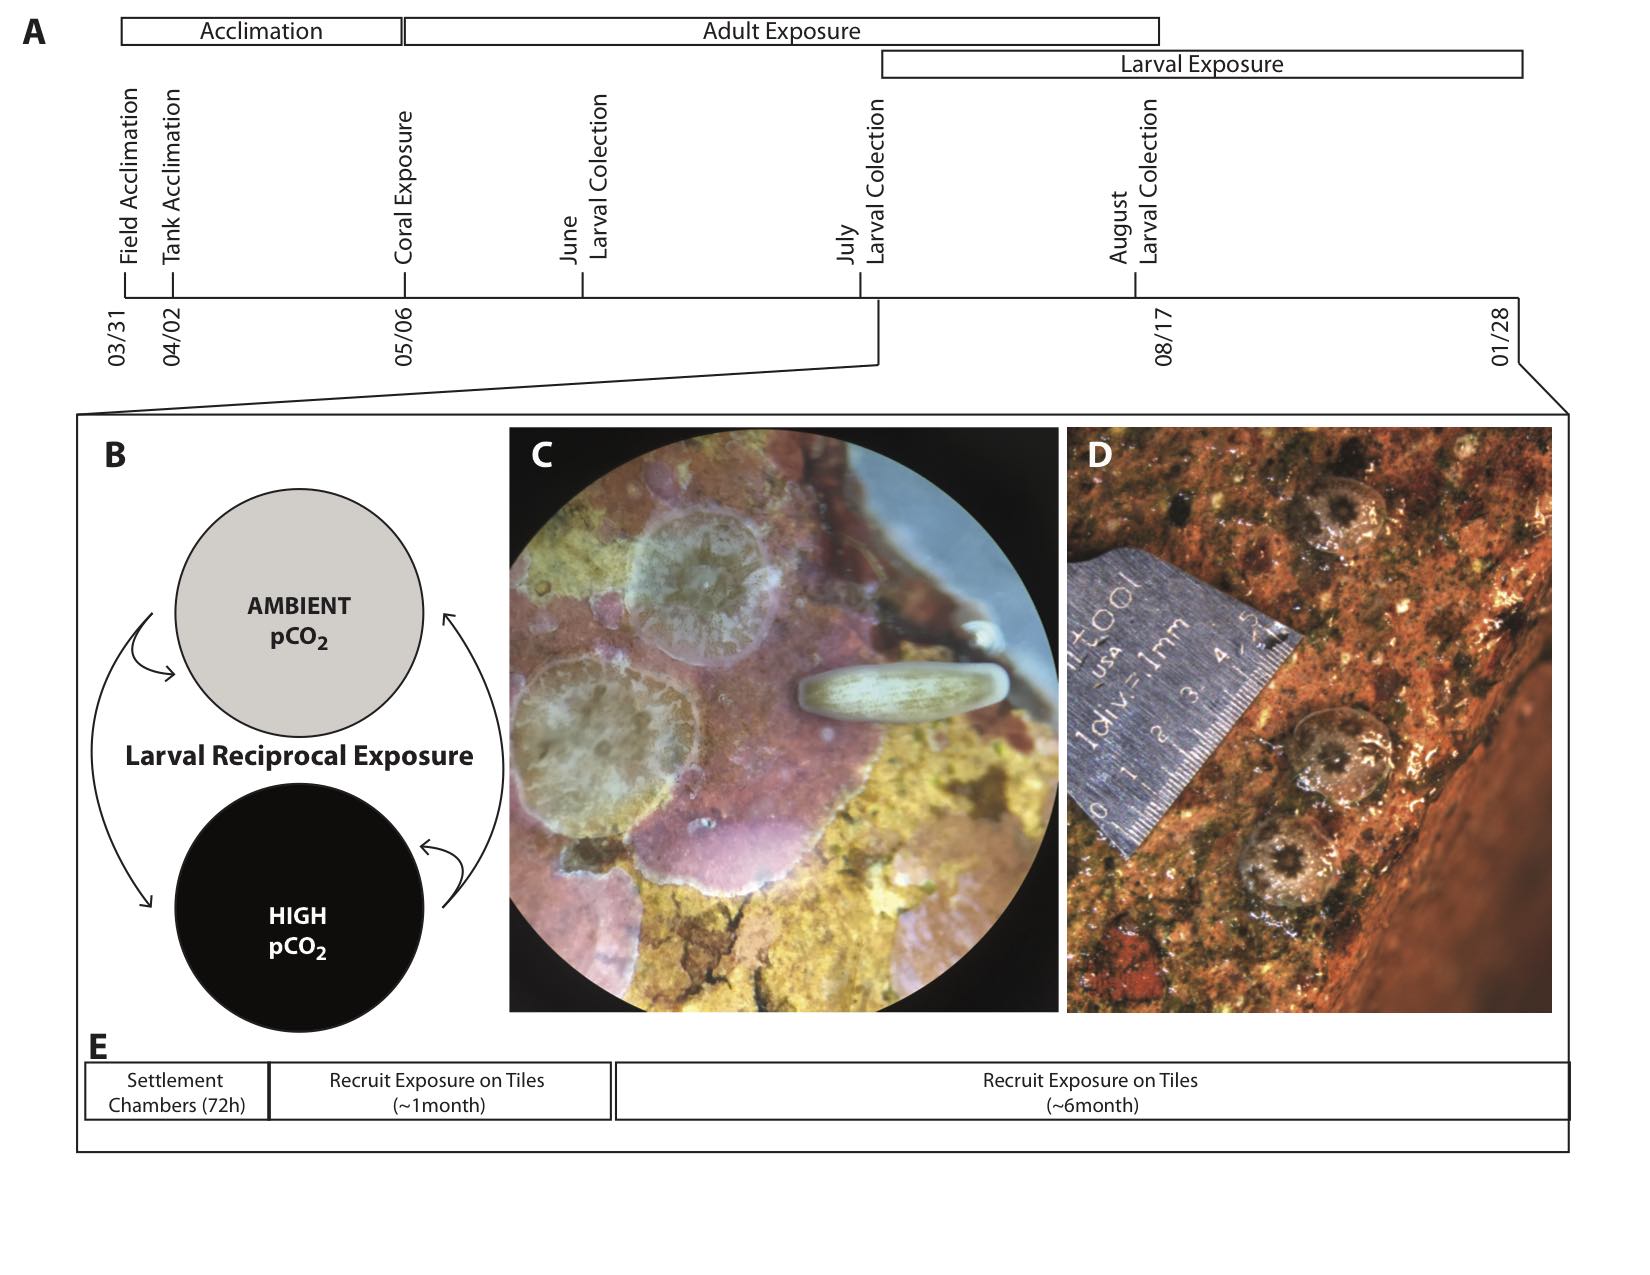 A
Acclimation
Adult Exposure
Larval Exposure
Field Acclimation
Tank Acclimation
Coral Exposure
June
Larval Colection
July
Larval Colection
August
Larval Colection
03/31
04/02
05/06
08/17
01/28
B
AMBIENT
pCO₂
Larval Reciprocal Exposure
HIGH
pCO₂
C
D
USA
1div.=.1mm
0 1 2 3 4 5
E
Settlement
Chambers (72h)
Recruit Exposure on Tiles
(~1month)
Recruit Exposure on Tiles
(~6month)